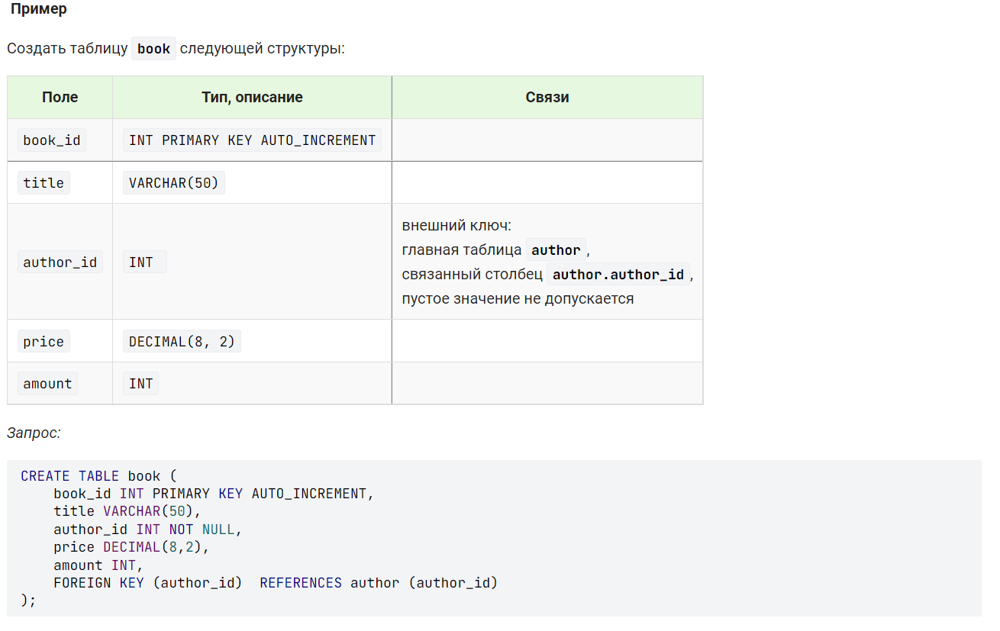 Пример
Создать таблицу book следующей структуры:
Поле Тип, описание Связи
book_id INT PRIMARY KEY AUTO_INCREMENT
title VARCHAR(50)
author_id INT
внешний ключ:
главная таблица author,
связанный столбец author.author_id,
пустое значение не допускается
price DECIMAL(8, 2)
amount INT
Запрос:
CREATE TABLE book (
    book_id INT PRIMARY KEY AUTO_INCREMENT,
    title VARCHAR(50),
    author_id INT NOT NULL,
    price DECIMAL(8,2),
    amount INT,
    FOREIGN KEY (author_id)  REFERENCES author (author_id)
);